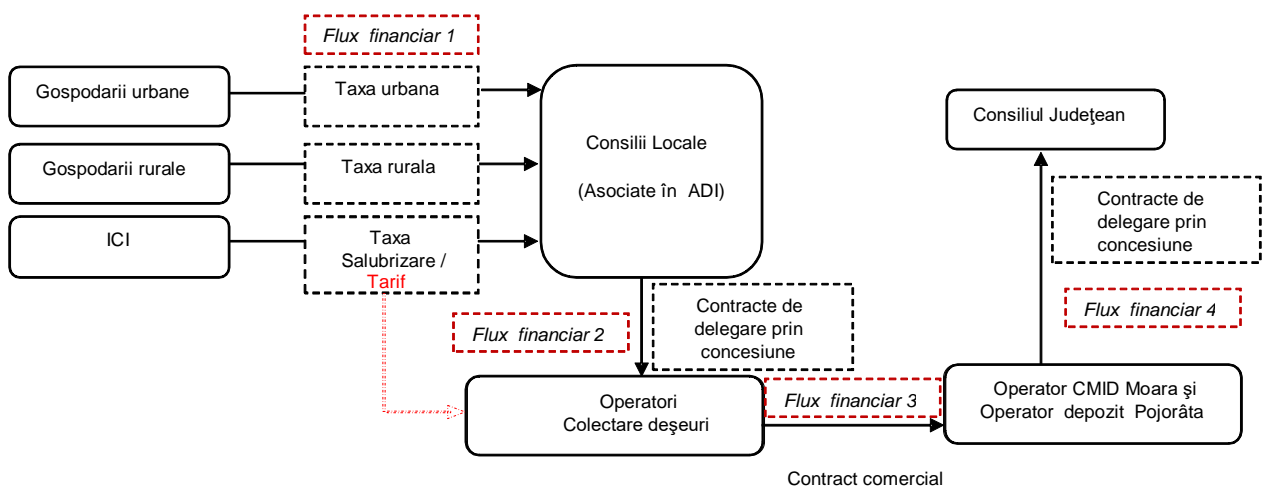 Flux financiar 1
Gospodarii urbane
Taxa urbana
Gospodarii rurale
Taxa rurala
ICI
Taxa
Salubrizare /
Tarif
Consilii Locale
(Asociate în ADI)
Consiliul Judeţean
Contracte de
delegare prin
concesiune
Flux financiar 4
Flux financiar 2
Contracte de
delegare prin
concesiune
Operatori
Colectare deşeuri
Flux financiar 3
Operator CMID Moara şi
Operator depozit Pojorâta
Contract comercial